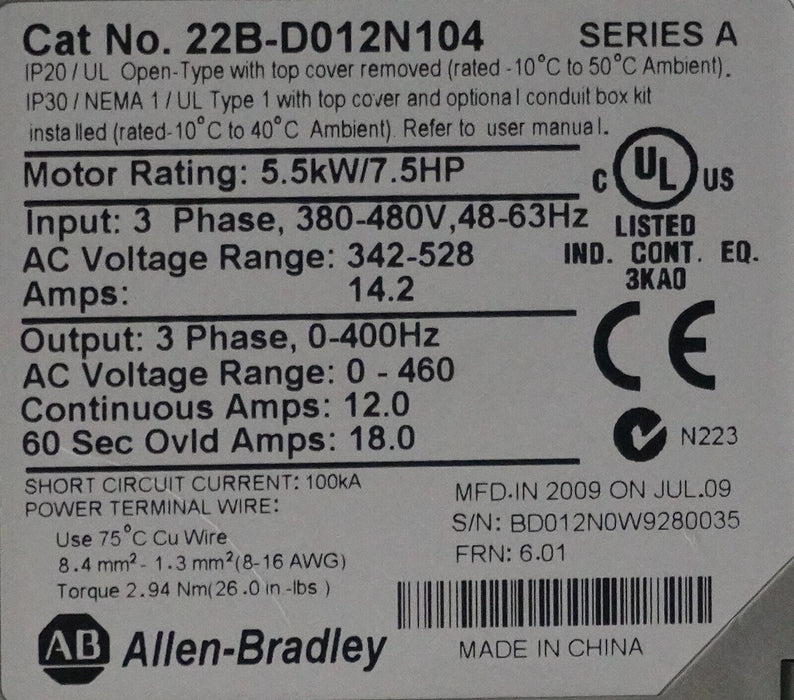 Cat No. 22B-D012N104 SERIES A
IP20 / UL Open-Type with top cover removed (rated -10°C to 50°C Ambient).
IP30 / NEMA 1 / UL Type 1 with top cover and optional conduit box kit
installed (rated-10°C to 40°C Ambient). Refer to user manual.
Motor Rating: 5.5kW/7.5HP
C UL US
Input: 3 Phase, 380-480V,48-63Hz
LISTED
AC Voltage Range: 342-528
IND. CONT. EQ.
Amps: 14.2
3KA0
Output: 3 Phase, 0-400Hz
CE
AC Voltage Range: 0 - 460
Continuous Amps: 12.0
60 Sec Ovld Amps: 18.0
N223
SHORT CIRCUIT CURRENT: 100kA
POWER TERMINAL WIRE:
Use 75°C Cu Wire
8.4 mm²- 1.3 mm²(8-16 AWG)
Torque 2.94 Nm(26.0 in-lbs )
MFD.IN 2009 ON JUL.09
S/N: BD012N0W9280035
FRN: 6.01
AB Allen-Bradley
MADE IN CHINA